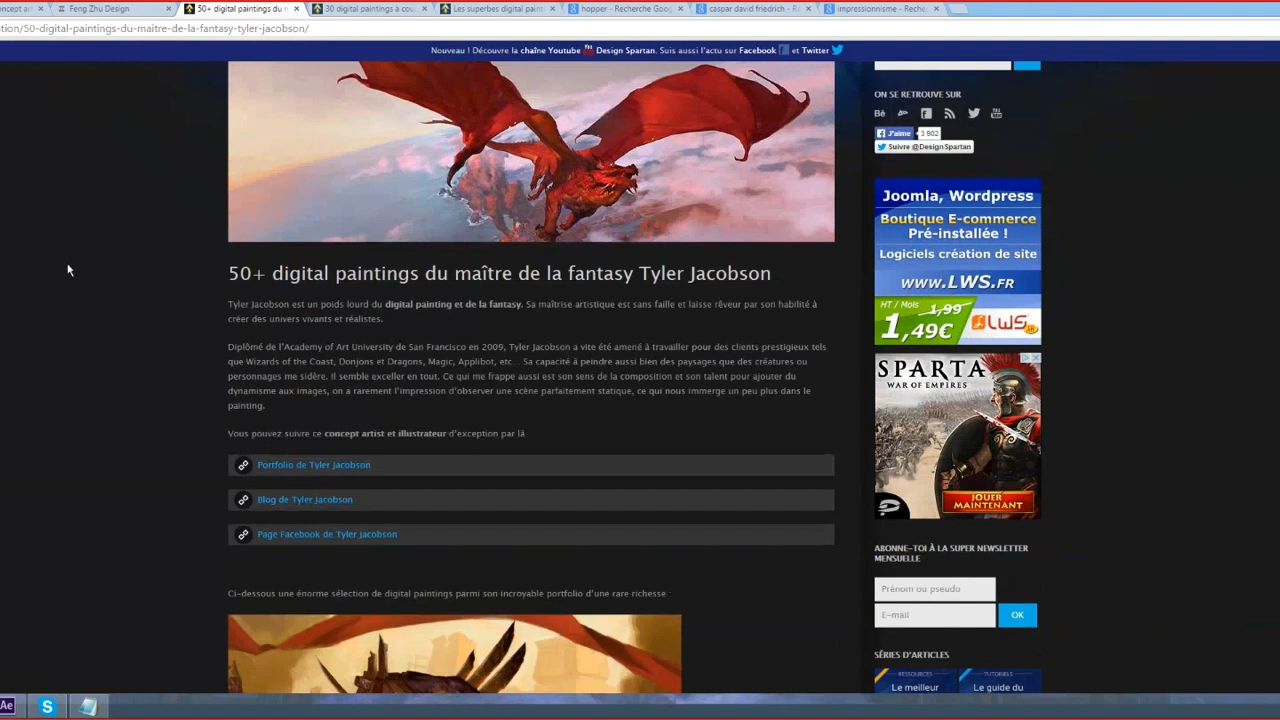 Feng Zhu Design
50+ digital paintings du
30 digital paintings à cou
Les superbes digital paint
hopper - Recherche Goo
caspar david friedrich - Re
impressionnisme - Reche
tion/50-digital-paintings-du-maitre-de-la-fantasy-tyler-jacobson/
Nouveau ! Découvre la chaîne Youtube Design Spartan. Suis aussi l'actu sur Facebook et Twitter
50+ digital paintings du maître de la fantasy Tyler Jacobson
Tyler Jacobson est un poids lourd du digital painting et de la fantasy. Sa maîtrise artistique est sans faille et laisse rêveur par son habilité à
créer des univers vivants et réalistes.
Diplômé de l'Academy of Art University de San Francisco en 2009, Tyler Jacobson a vite été amené à travailler pour des clients prestigieux tels
que Wizards of the Coast, Donjons et Dragons, Magic, Applibot, etc... Sa capacité à peindre aussi bien des paysages que des créatures ou
personnages me sidère. Il semble exceller en tout. Ce qui me frappe aussi est son sens de la composition et son talent pour ajouter du
dynamisme aux images, on a rarement l'impression d'observer une scène parfaitement statique, ce qui nous immerge un peu plus dans le
painting.
Vous pouvez suivre ce concept artist et illustrateur d'exception par là
Portfolio de Tyler Jacobson
Blog de Tyler Jacobson
Page Facebook de Tyler Jacobson
Ci-dessous une énorme sélection de digital paintings parmi son incroyable portfolio d'une rare richesse
ON SE RETROUVE SUR
Bē
J'aime 3 902
Suivre @DesignSpartan
Joomla, Wordpress
Boutique E-commerce
Pré-installée !
Logiciels création de site
www.LWS.FR
HT / Mois 1,99
1,49€ LWS.FR
SPARTA
WAR OF EMPIRES
JOUER
MAINTENANT
ABONNE-TOI À LA SUPER NEWSLETTER
MENSUELLE
Prénom ou pseudo
E-mail OK
SÉRIES D'ARTICLES
RESSOURCES
Le meilleur
TUTORIELS
Le guide du
Ae